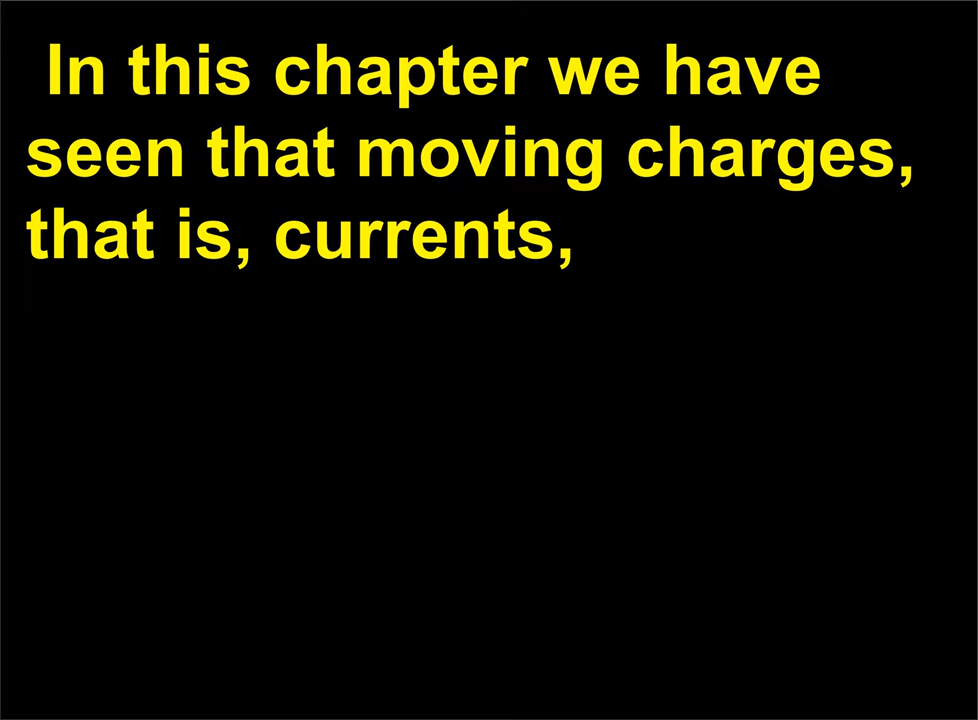 In this chapter we have
seen that moving charges,
that is, currents,